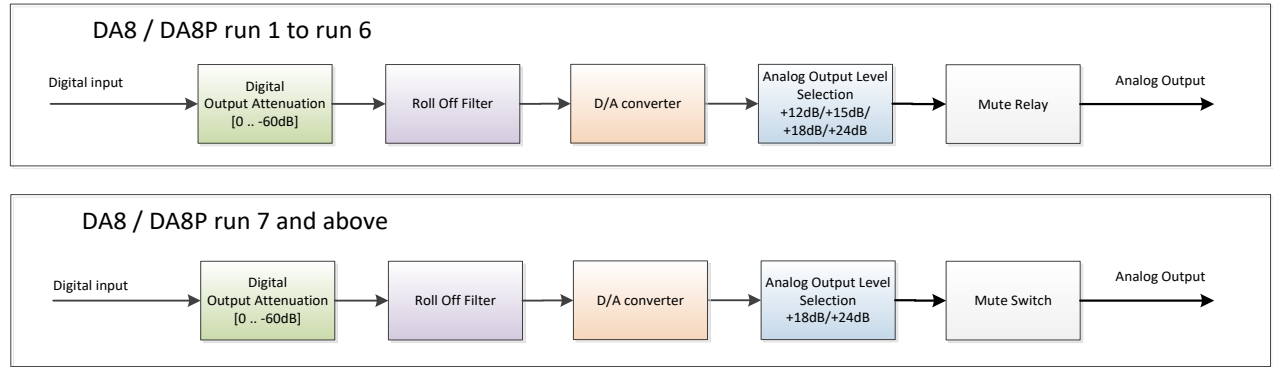 DA8 / DA8P run 1 to run 6
Digital input
Digital
Output Attenuation
[0 .. -60dB]
Roll Off Filter
D/A converter
Analog Output Level
Selection
+12dB/+15dB/
+18dB/+24dB
Mute Relay
Analog Output
DA8 / DA8P run 7 and above
Digital input
Digital
Output Attenuation
[0 .. -60dB]
Roll Off Filter
D/A converter
Analog Output Level
Selection
+18dB/+24dB
Mute Switch
Analog Output